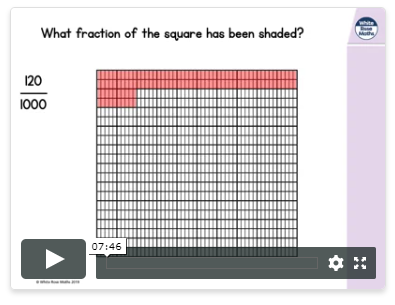 What fraction of the square has been shaded?
White
Rose
Maths
120
1000
07:46
© White Rose Maths 2019